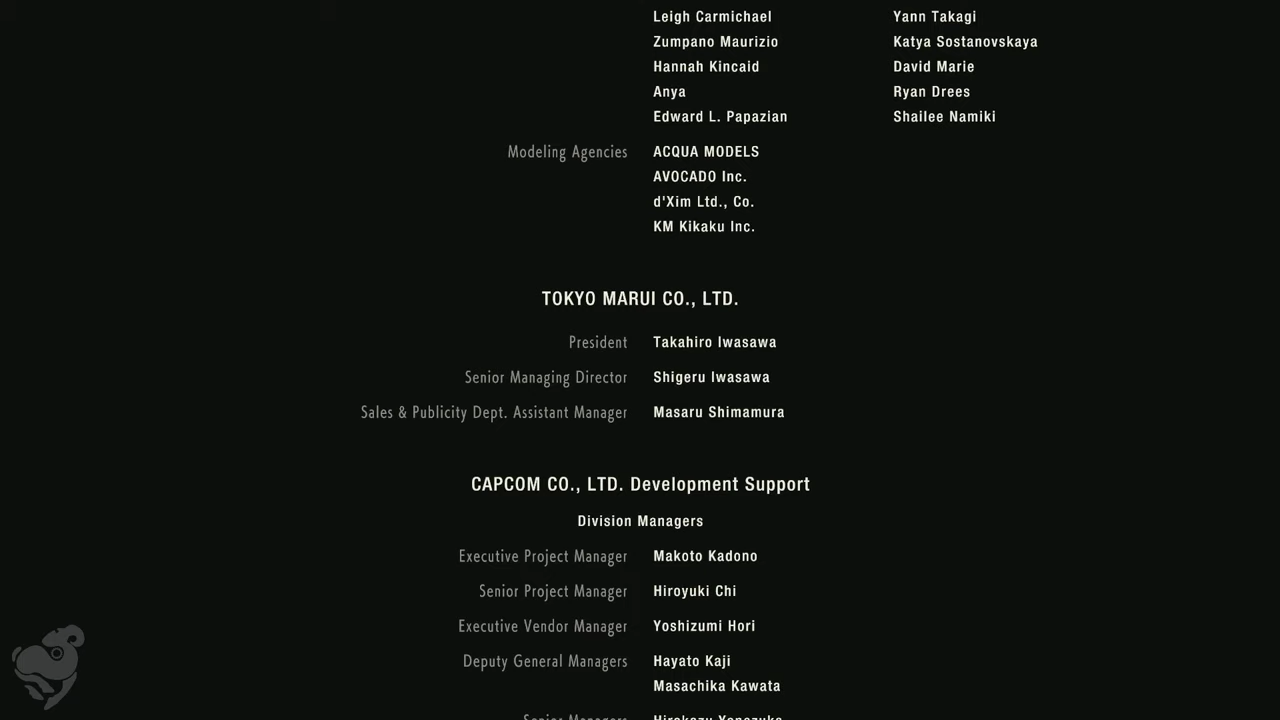 Leigh Carmichael Yann Takagi
Zumpano Maurizio Katya Sostanovskaya
Hannah Kincaid David Marie
Anya Ryan Drees
Edward L. Papazian Shailee Namiki
Modeling Agencies ACQUA MODELS
AVOCADO Inc.
d'Xim Ltd., Co.
KM Kikaku Inc.
TOKYO MARUI CO., LTD.
President Takahiro Iwasawa
Senior Managing Director Shigeru Iwasawa
Sales & Publicity Dept. Assistant Manager Masaru Shimamura
CAPCOM CO., LTD. Development Support
Division Managers
Executive Project Manager Makoto Kadono
Senior Project Manager Hiroyuki Chi
Executive Vendor Manager Yoshizumi Hori
Deputy General Managers Hayato Kaji
Masachika Kawata
Senior Managers